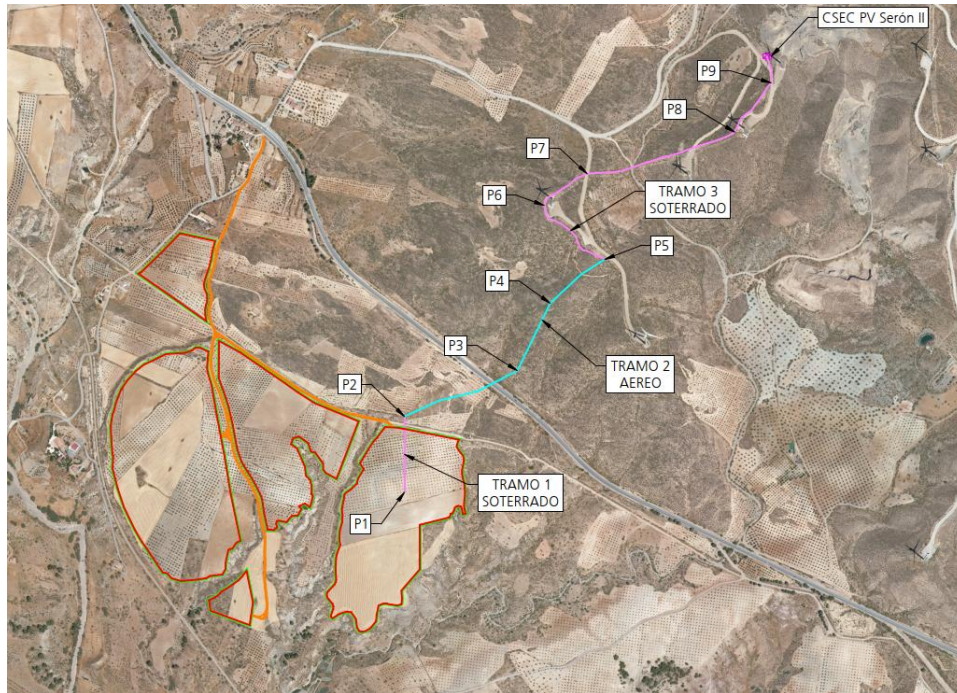 CSEC PV Serón II
P9
P8
P7
P6
TRAMO 3
SOTERRADO
P5
P4
P3
TRAMO 2
AEREO
P2
TRAMO 1
SOTERRADO
P1